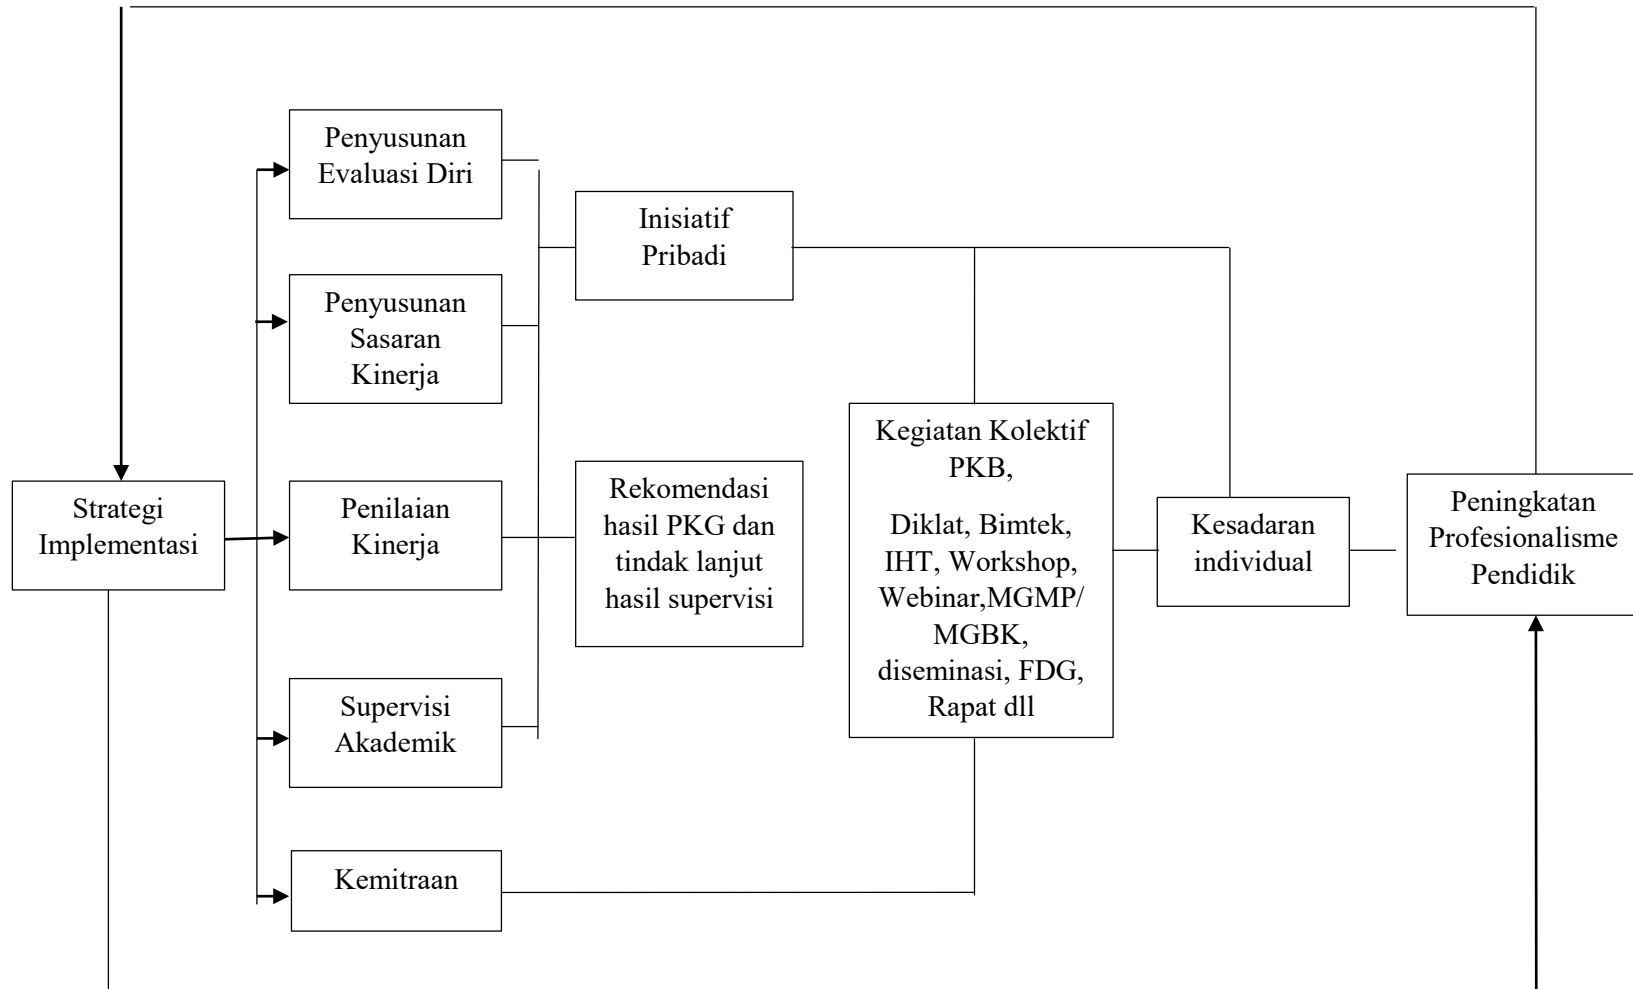 Penyusunan
Evaluasi Diri
Inisiatif
Pribadi
Penyusunan
Sasaran
Kinerja
Kegiatan Kolektif
PKB,
Diklat, Bimtek,
IHT, Workshop,
Webinar,MGMP/
MGBK,
diseminasi, FDG,
Rapat dll
Strategi
Implementasi
Penilaian
Kinerja
Rekomendasi
hasil PKG dan
tindak lanjut
hasil supervisi
Kesadaran
individual
Peningkatan
Profesionalisme
Pendidik
Supervisi
Akademik
Kemitraan